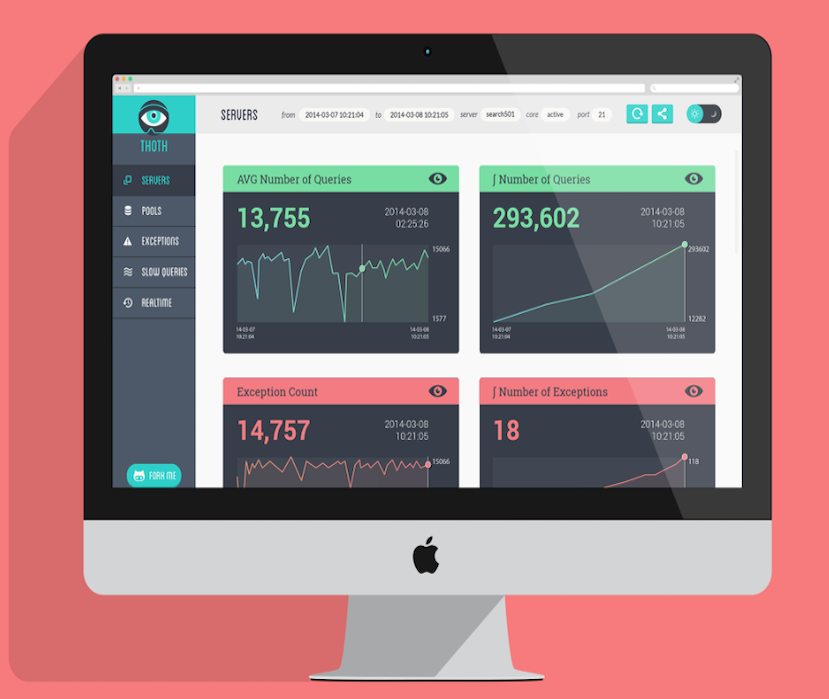 SERVERS from 2014-03-07 10:21:04 to 2014-03-08 10:21:05 server search501 core active port 21
THOTH
SERVERS
POOLS
EXCEPTIONS
SLOW QUERIES
REALTIME
FORK ME
AVG Number of Queries
13,755
2014-03-08
02:25:26
15066
1577
14-03-07
10:21:04
14-03-08
10:21:05
∫ Number of Queries
293,602
2014-03-08
10:21:05
293602
12282
14-03-07
10:21:04
14-03-08
10:21:05
Exception Count
14,757
2014-03-08
10:21:05
15066
∫ Number of Exceptions
18
2014-03-08
10:21:05
118